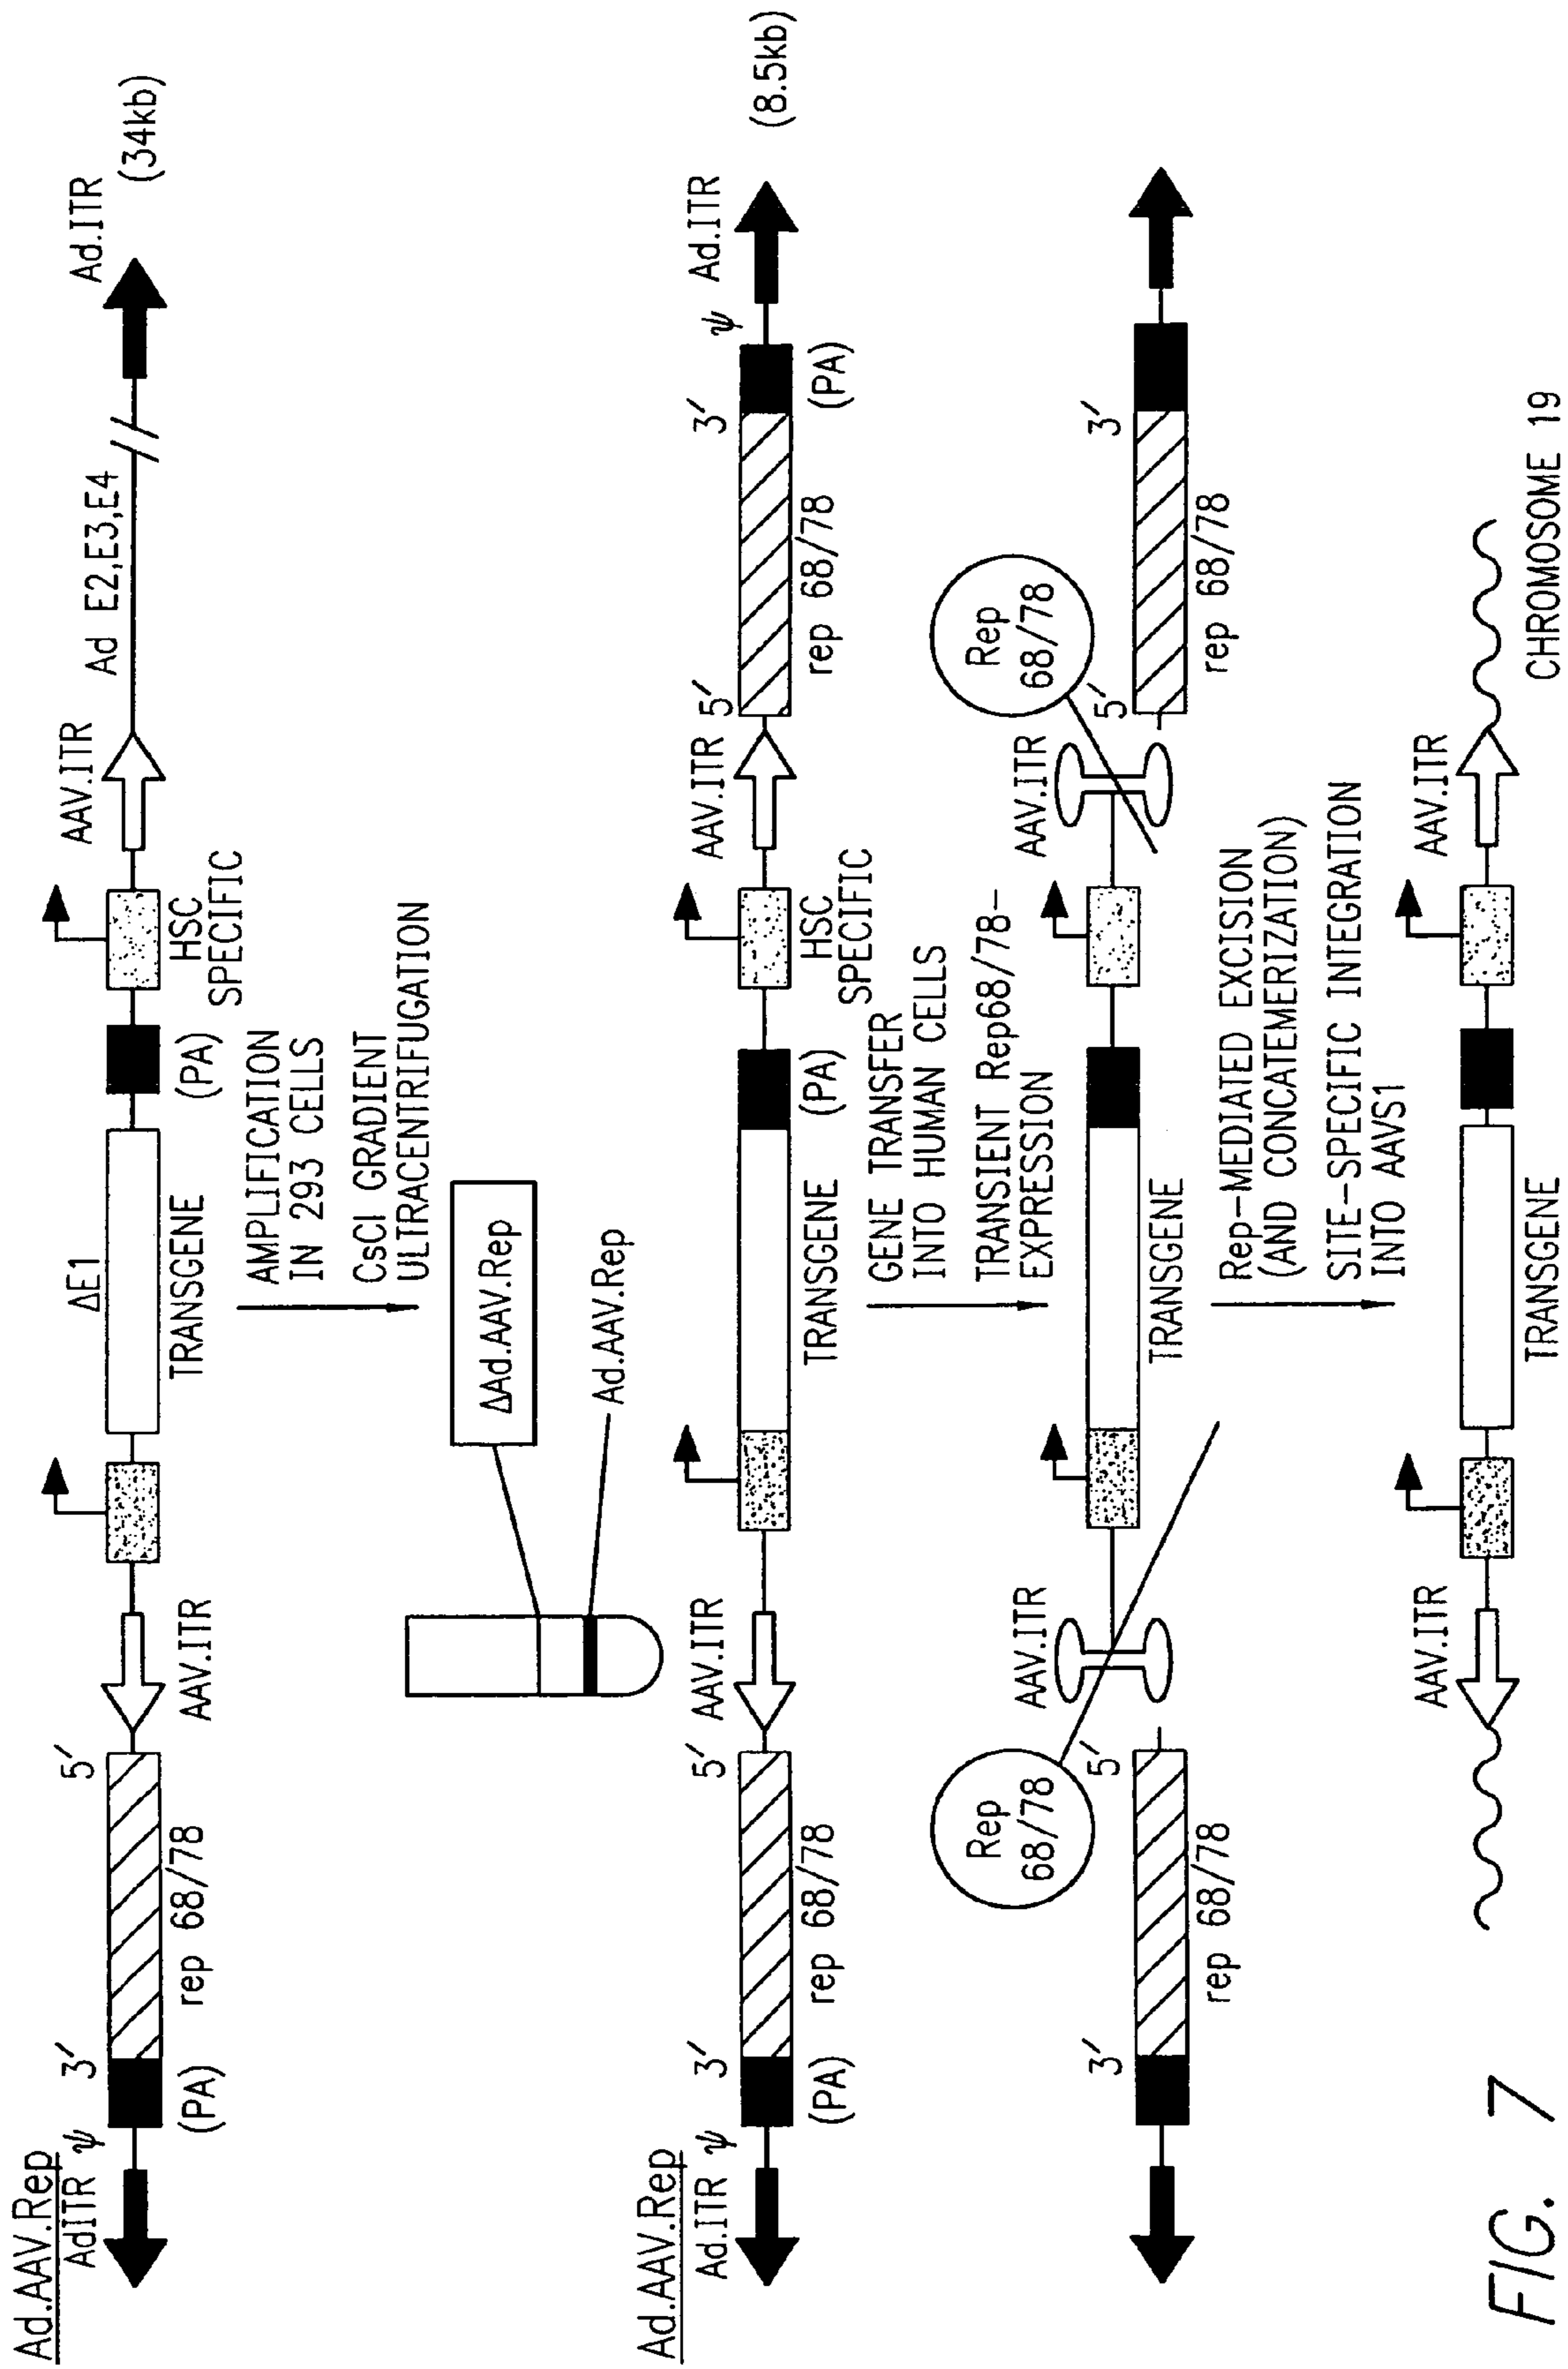 Ad.AAV.Rep
AdITR ψ 3′ 5′ ΔE1 AAV.ITR Ad E2,E3,E4 Ad.ITR
(34kb)
(PA) rep 68/78 AAV.ITR TRANSGENE (PA) HSC
SPECIFIC
AMPLIFICATION
IN 293 CELLS
CsCl GRADIENT
ULTRACENTRIFUGATION
ΔAd.AAV.Rep
Ad.AAV.Rep
Ad.AAV.Rep
Ad.ITR ψ 3′ 5′ AAV.ITR AAV.ITR 5′ 3′ ψ Ad.ITR
(8.5kb)
(PA) rep 68/78 TRANSGENE (PA) HSC
SPECIFIC
rep 68/78 (PA)
GENE TRANSFER
INTO HUMAN CELLS
TRANSIENT Rep68/78-
EXPRESSION
Rep
68/78
Rep
68/78
3′ 5′ AAV.ITR AAV.ITR 5′ 3′
rep 68/78 TRANSGENE rep 68/78
Rep-MEDIATED EXCISION
(AND CONCATEMERIZATION)
SITE-SPECIFIC INTEGRATION
INTO AAVS1
AAV.ITR AAV.ITR
TRANSGENE CHROMOSOME 19
FIG. 7